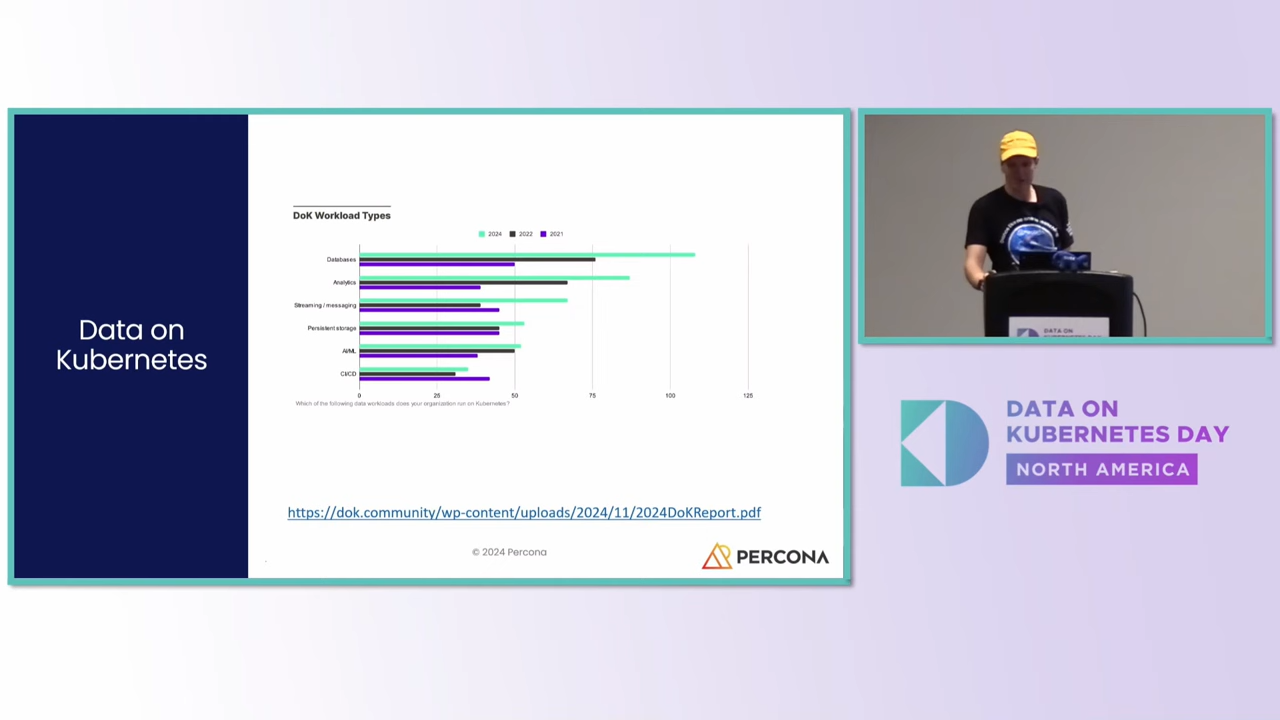 Data on
Kubernetes
DoK Workload Types
2024 2022 2021
Databases
Analytics
Streaming / messaging
Persistent storage
AI/ML
CI/CD
0 25 50 75 100 125
Which of the following data workloads does your organization run on Kubernetes?
https://dok.community/wp-content/uploads/2024/11/2024DoKReport.pdf
© 2024 Percona
PERCONA
DATA ON
DATA ON
KUBERNETES DAY
NORTH AMERICA